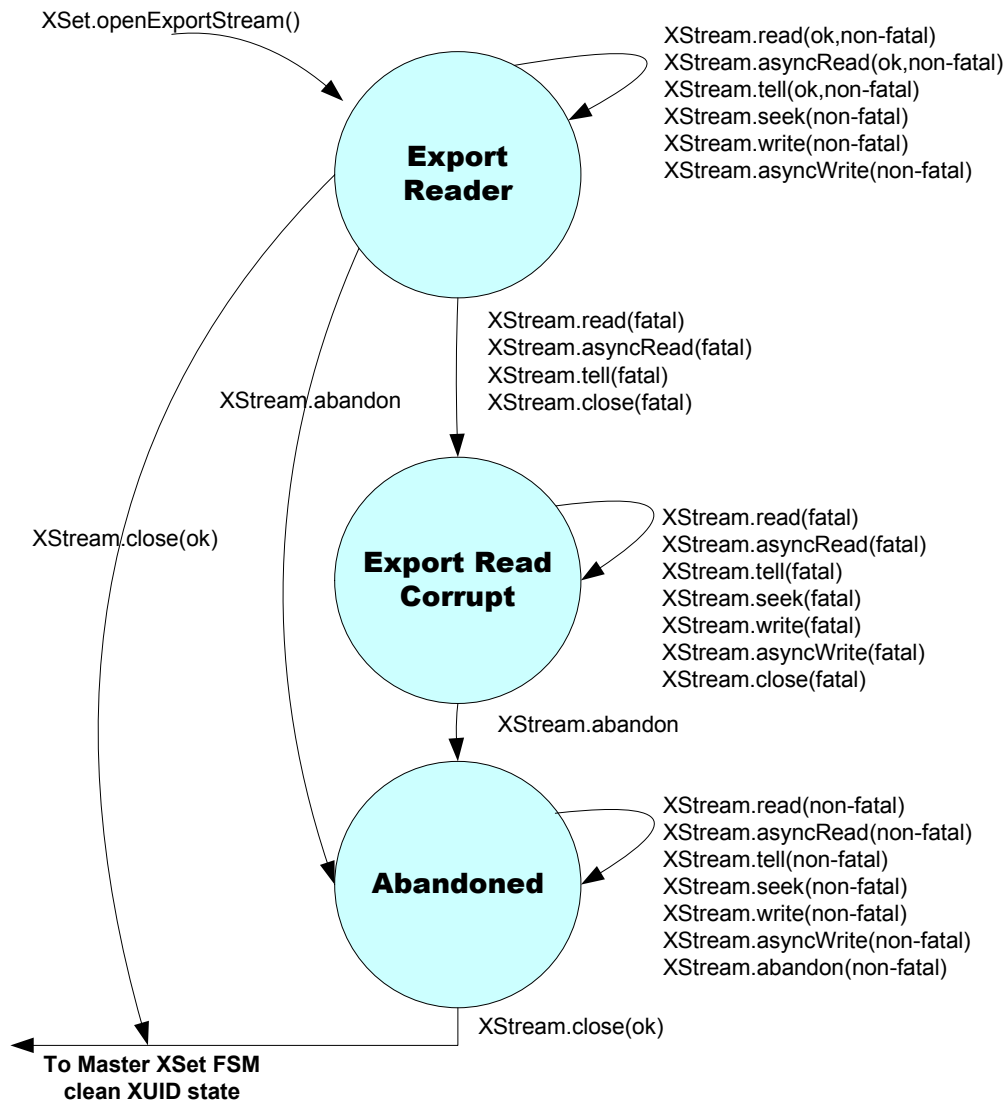 XSet.openExportStream()
XStream.read(ok,non-fatal)
XStream.asyncRead(ok,non-fatal)
XStream.tell(ok,non-fatal)
XStream.seek(non-fatal)
XStream.write(non-fatal)
XStream.asyncWrite(non-fatal)
Export
Reader
XStream.read(fatal)
XStream.asyncRead(fatal)
XStream.tell(fatal)
XStream.close(fatal)
XStream.abandon
XStream.close(ok)
Export Read
Corrupt
XStream.read(fatal)
XStream.asyncRead(fatal)
XStream.tell(fatal)
XStream.seek(fatal)
XStream.write(fatal)
XStream.asyncWrite(fatal)
XStream.close(fatal)
XStream.abandon
Abandoned
XStream.read(non-fatal)
XStream.asyncRead(non-fatal)
XStream.tell(non-fatal)
XStream.seek(non-fatal)
XStream.write(non-fatal)
XStream.asyncWrite(non-fatal)
XStream.abandon(non-fatal)
XStream.close(ok)
To Master XSet FSM
clean XUID state